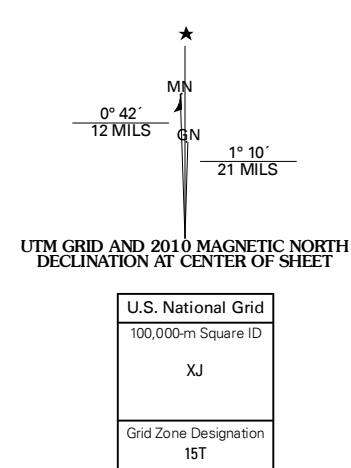 MN
0° 42´
12 MILS
GN
1° 10´
21 MILS
UTM GRID AND 2010 MAGNETIC NORTH
DECLINATION AT CENTER OF SHEET
U.S. National Grid
100,000-m Square ID
XJ
Grid Zone Designation
15T